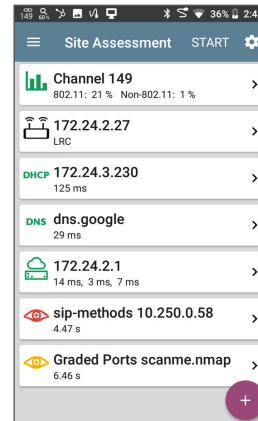 149 60% 36% 2:4
Site Assessment START
Channel 149
802.11: 21 % Non-802.11: 1 %
172.24.2.27
LRC
DHCP 172.24.3.230
125 ms
DNS dns.google
29 ms
172.24.2.1
14 ms, 3 ms, 7 ms
sip-methods 10.250.0.58
4.47 s
Graded Ports scanme.nmap
6.46 s
+